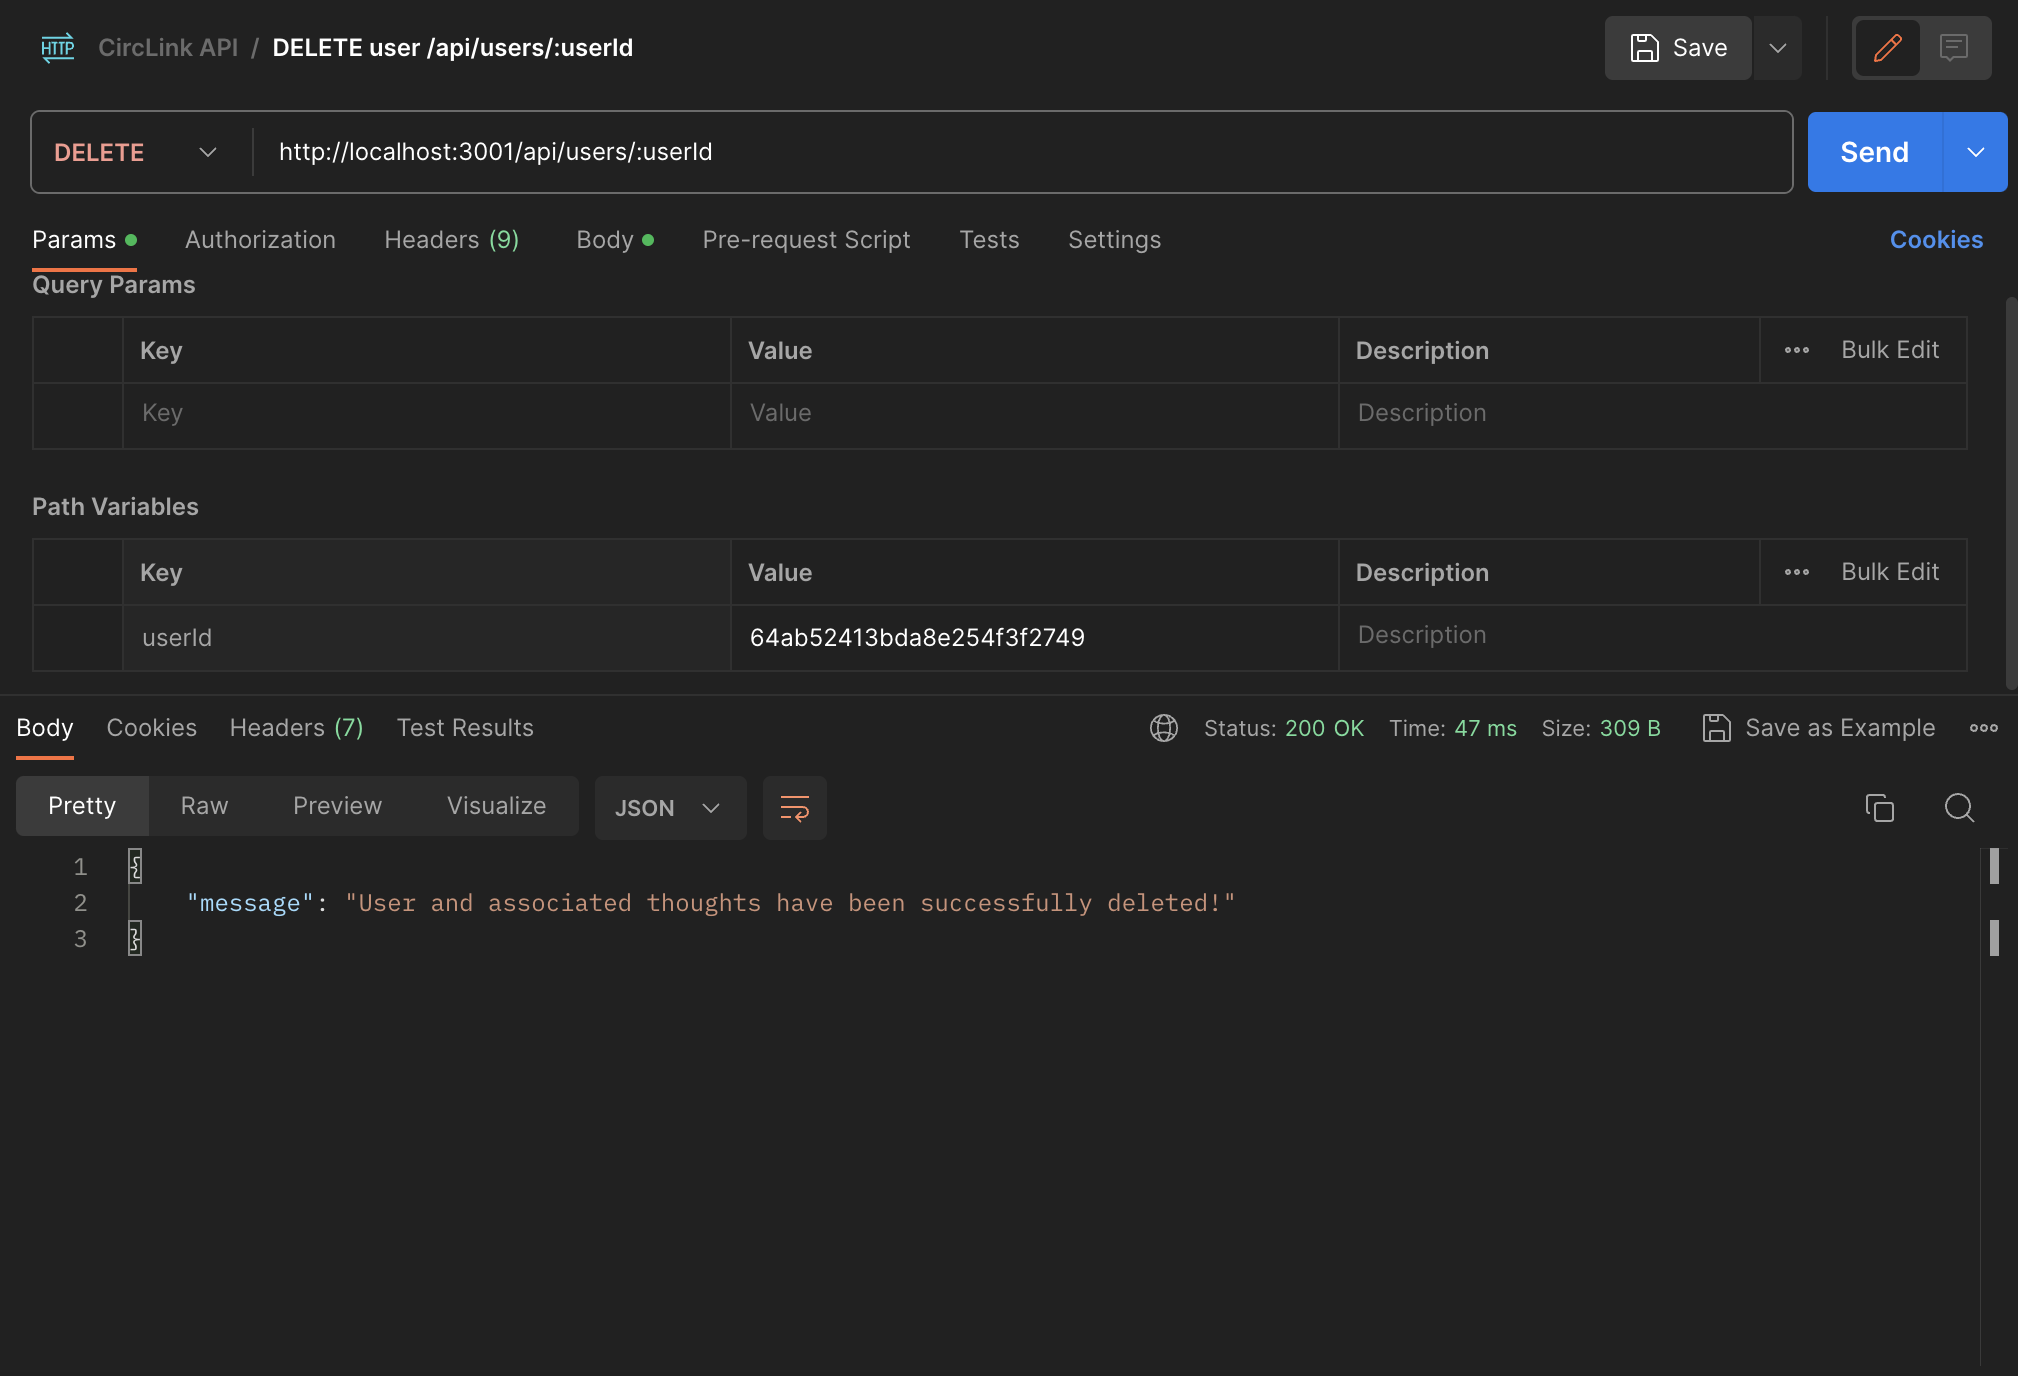 HTTP CircLink API / DELETE user /api/users/:userId Save
DELETE http://localhost:3001/api/users/:userId Send
Params Authorization Headers (9) Body Pre-request Script Tests Settings Cookies
Query Params
Key Value Description Bulk Edit
Key Value Description
Path Variables
Key Value Description Bulk Edit
userId 64ab52413bda8e254f3f2749 Description
Body Cookies Headers (7) Test Results Status: 200 OK Time: 47 ms Size: 309 B Save as Example
Pretty Raw Preview Visualize JSON
1 {
2 "message": "User and associated thoughts have been successfully deleted!"
3 }